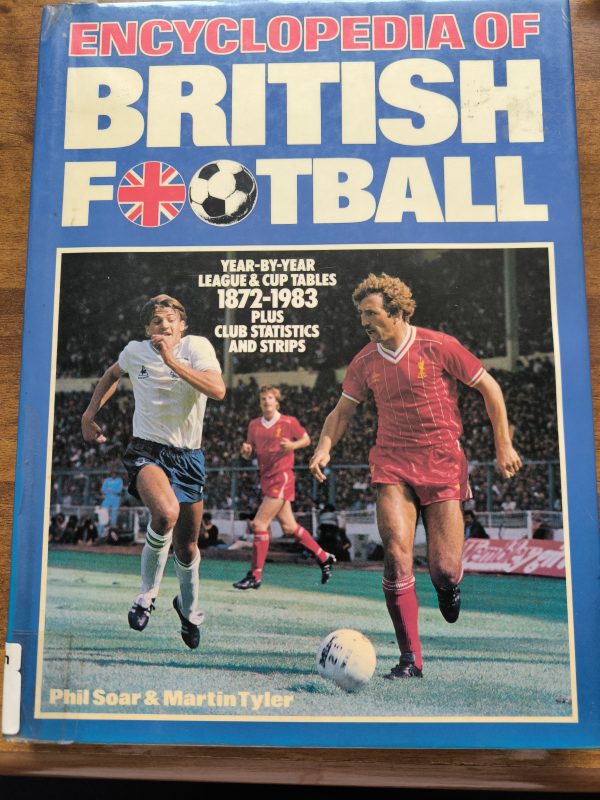 ENCYCLOPEDIA OF
BRITISH
FOOTBALL
YEAR-BY-YEAR
LEAGUE & CUP TABLES
1872-1983
PLUS
CLUB STATISTICS
AND STRIPS
Phil Soar & Martin Tyler